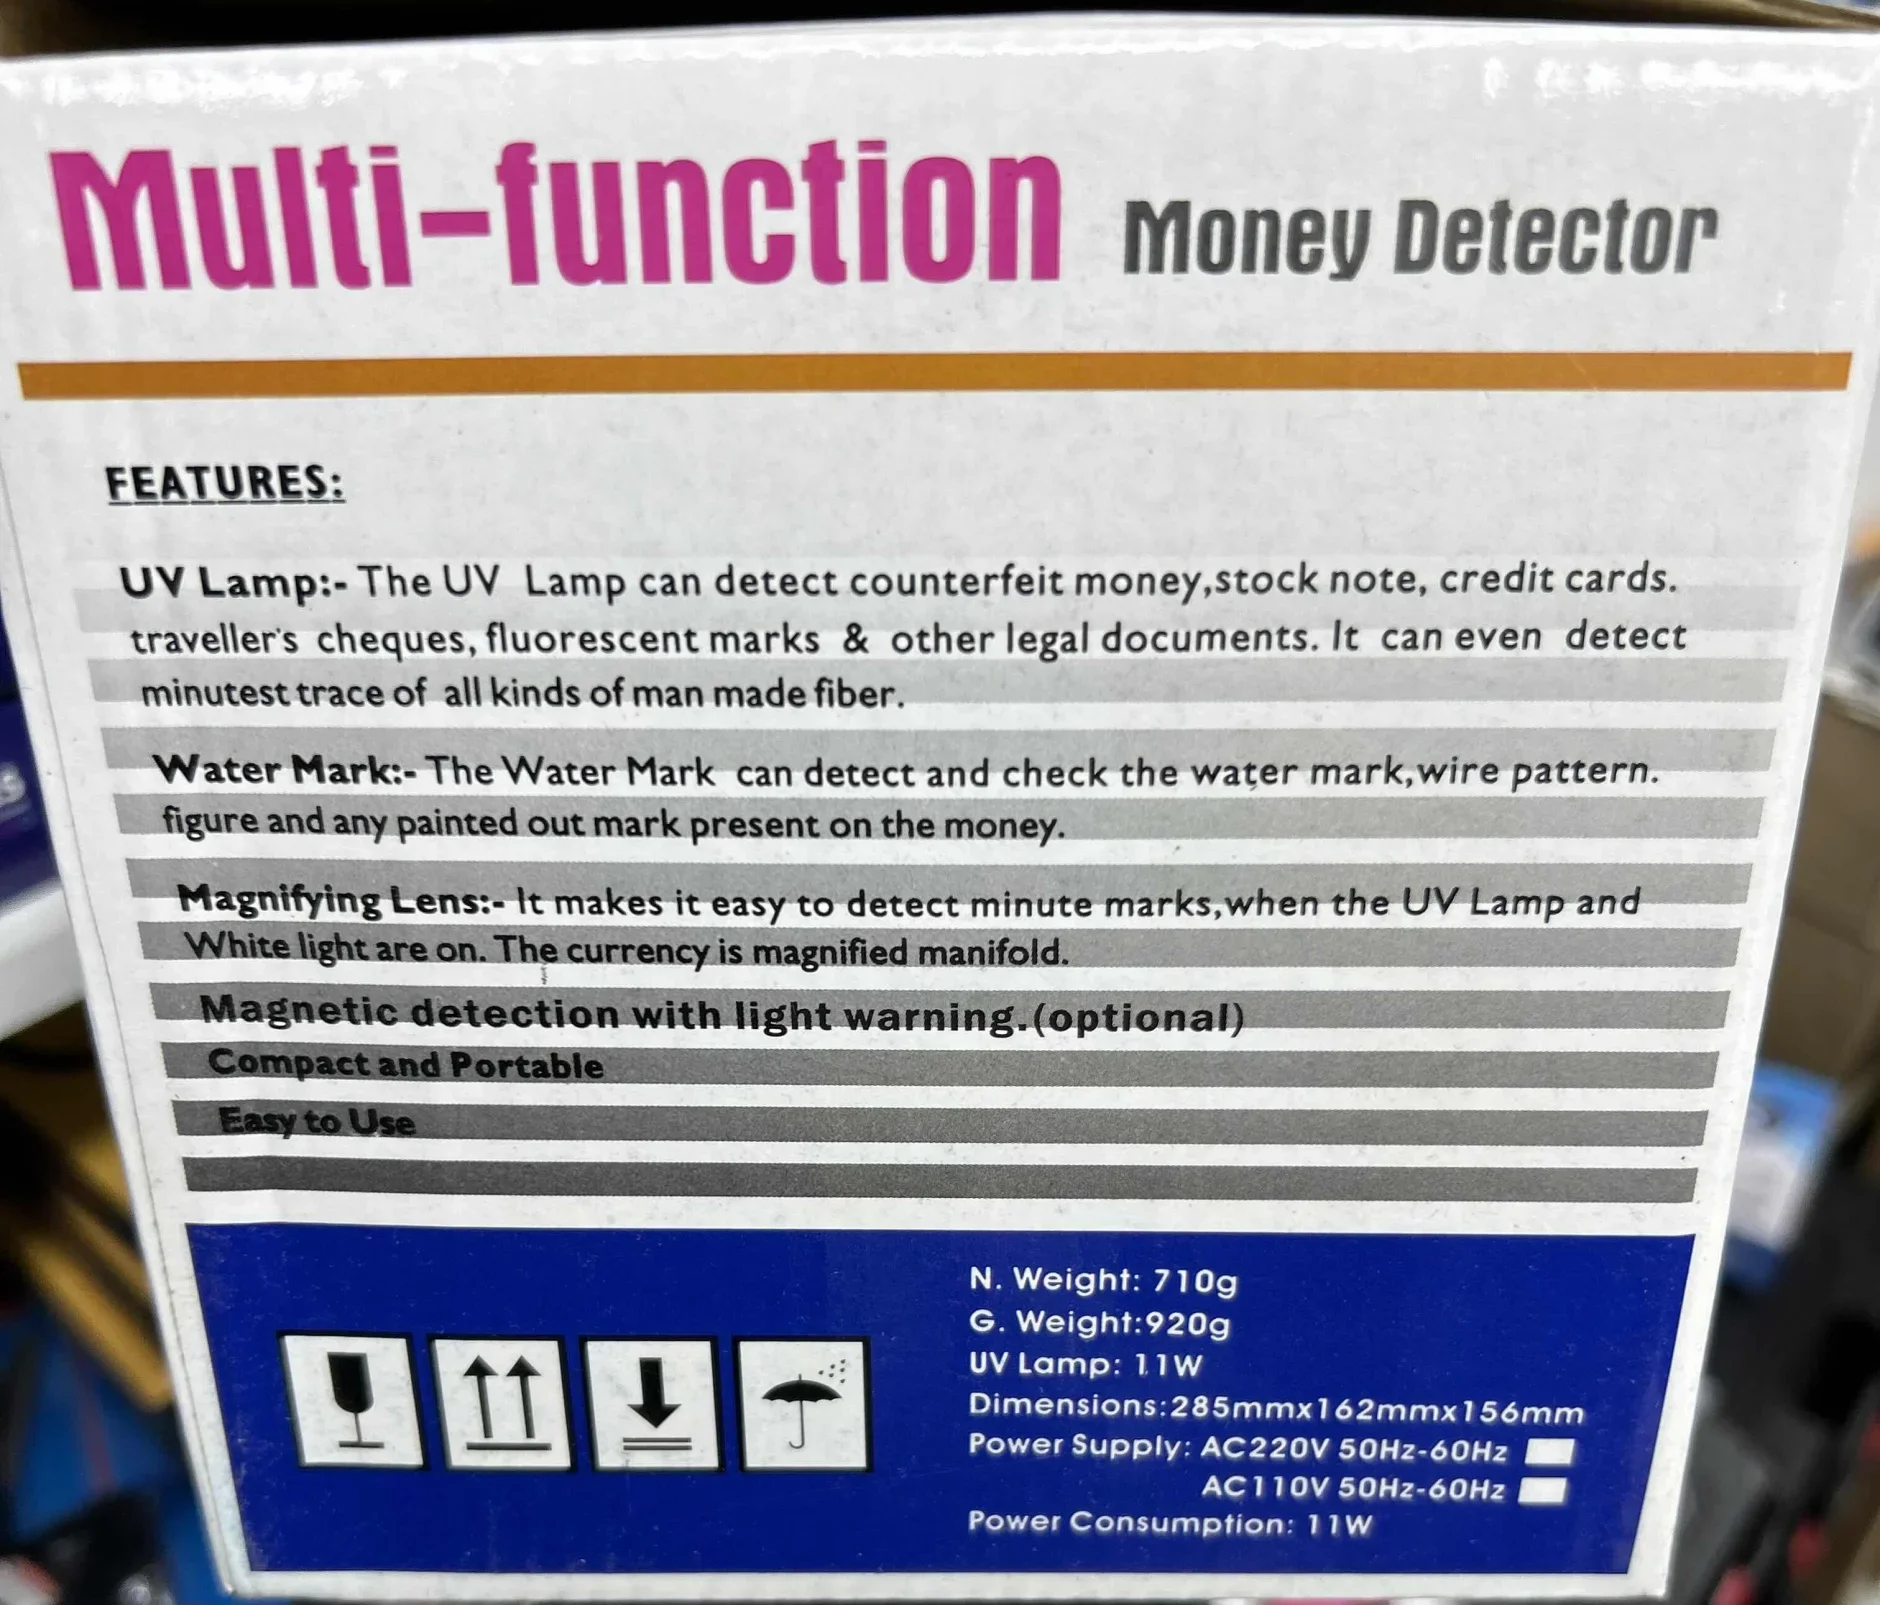 Multi-function Money Detector
FEATURES:
UV Lamp:- The UV Lamp can detect counterfeit money,stock note, credit cards.
traveller's cheques, fluorescent marks & other legal documents. It can even detect
minutest trace of all kinds of man made fiber.
Water Mark:- The Water Mark can detect and check the water mark,wire pattern.
figure and any painted out mark present on the money.
Magnifying Lens:- It makes it easy to detect minute marks,when the UV Lamp and
White light are on. The currency is magnified manifold.
Magnetic detection with light warning.(optional)
Compact and Portable
Easy to Use
N. Weight: 710g
G. Weight:920g
UV Lamp: 11W
Dimensions:285mmx162mmx156mm
Power Supply: AC220V 50Hz-60Hz
AC110V 50Hz-60Hz
Power Consumption: 11W